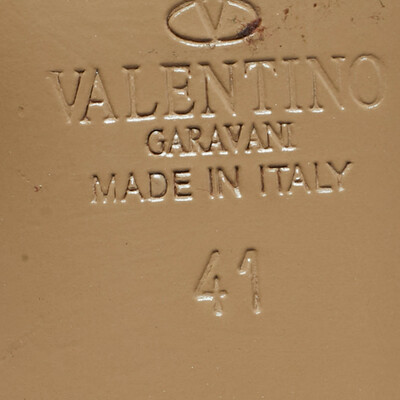 V
VALENTINO
GARAVANI
MADE IN ITALY
41